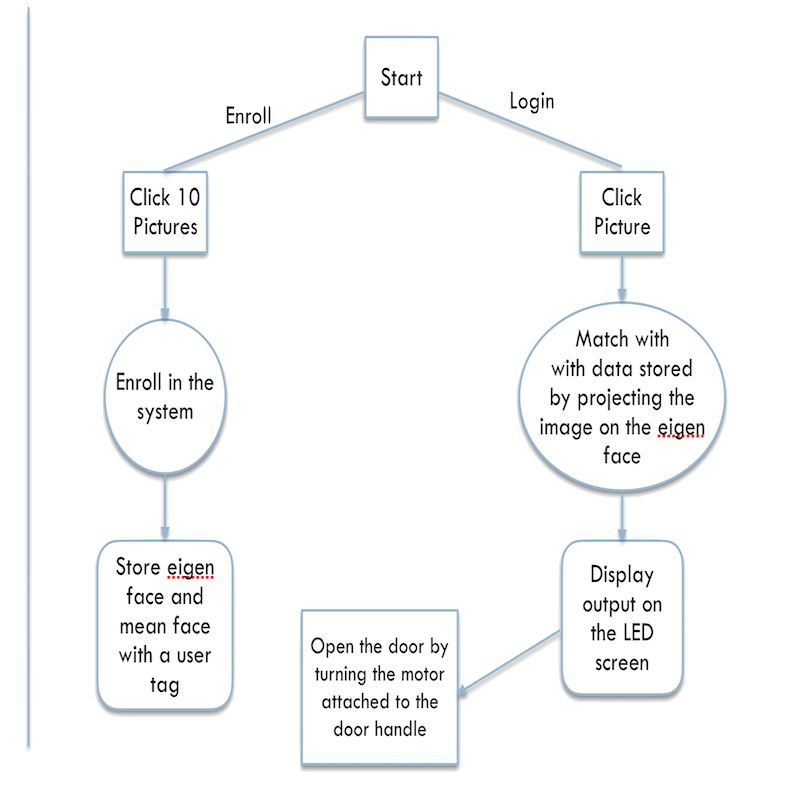 Start
Enroll
Login
Click 10
Pictures
Click
Picture
Enroll in the
system
Match with
with data stored
by projecting the
image on the eigen
face
Store eigen
face and
mean face
with a user
tag
Display
output on
the LED
screen
Open the door by
turning the motor
attached to the
door handle